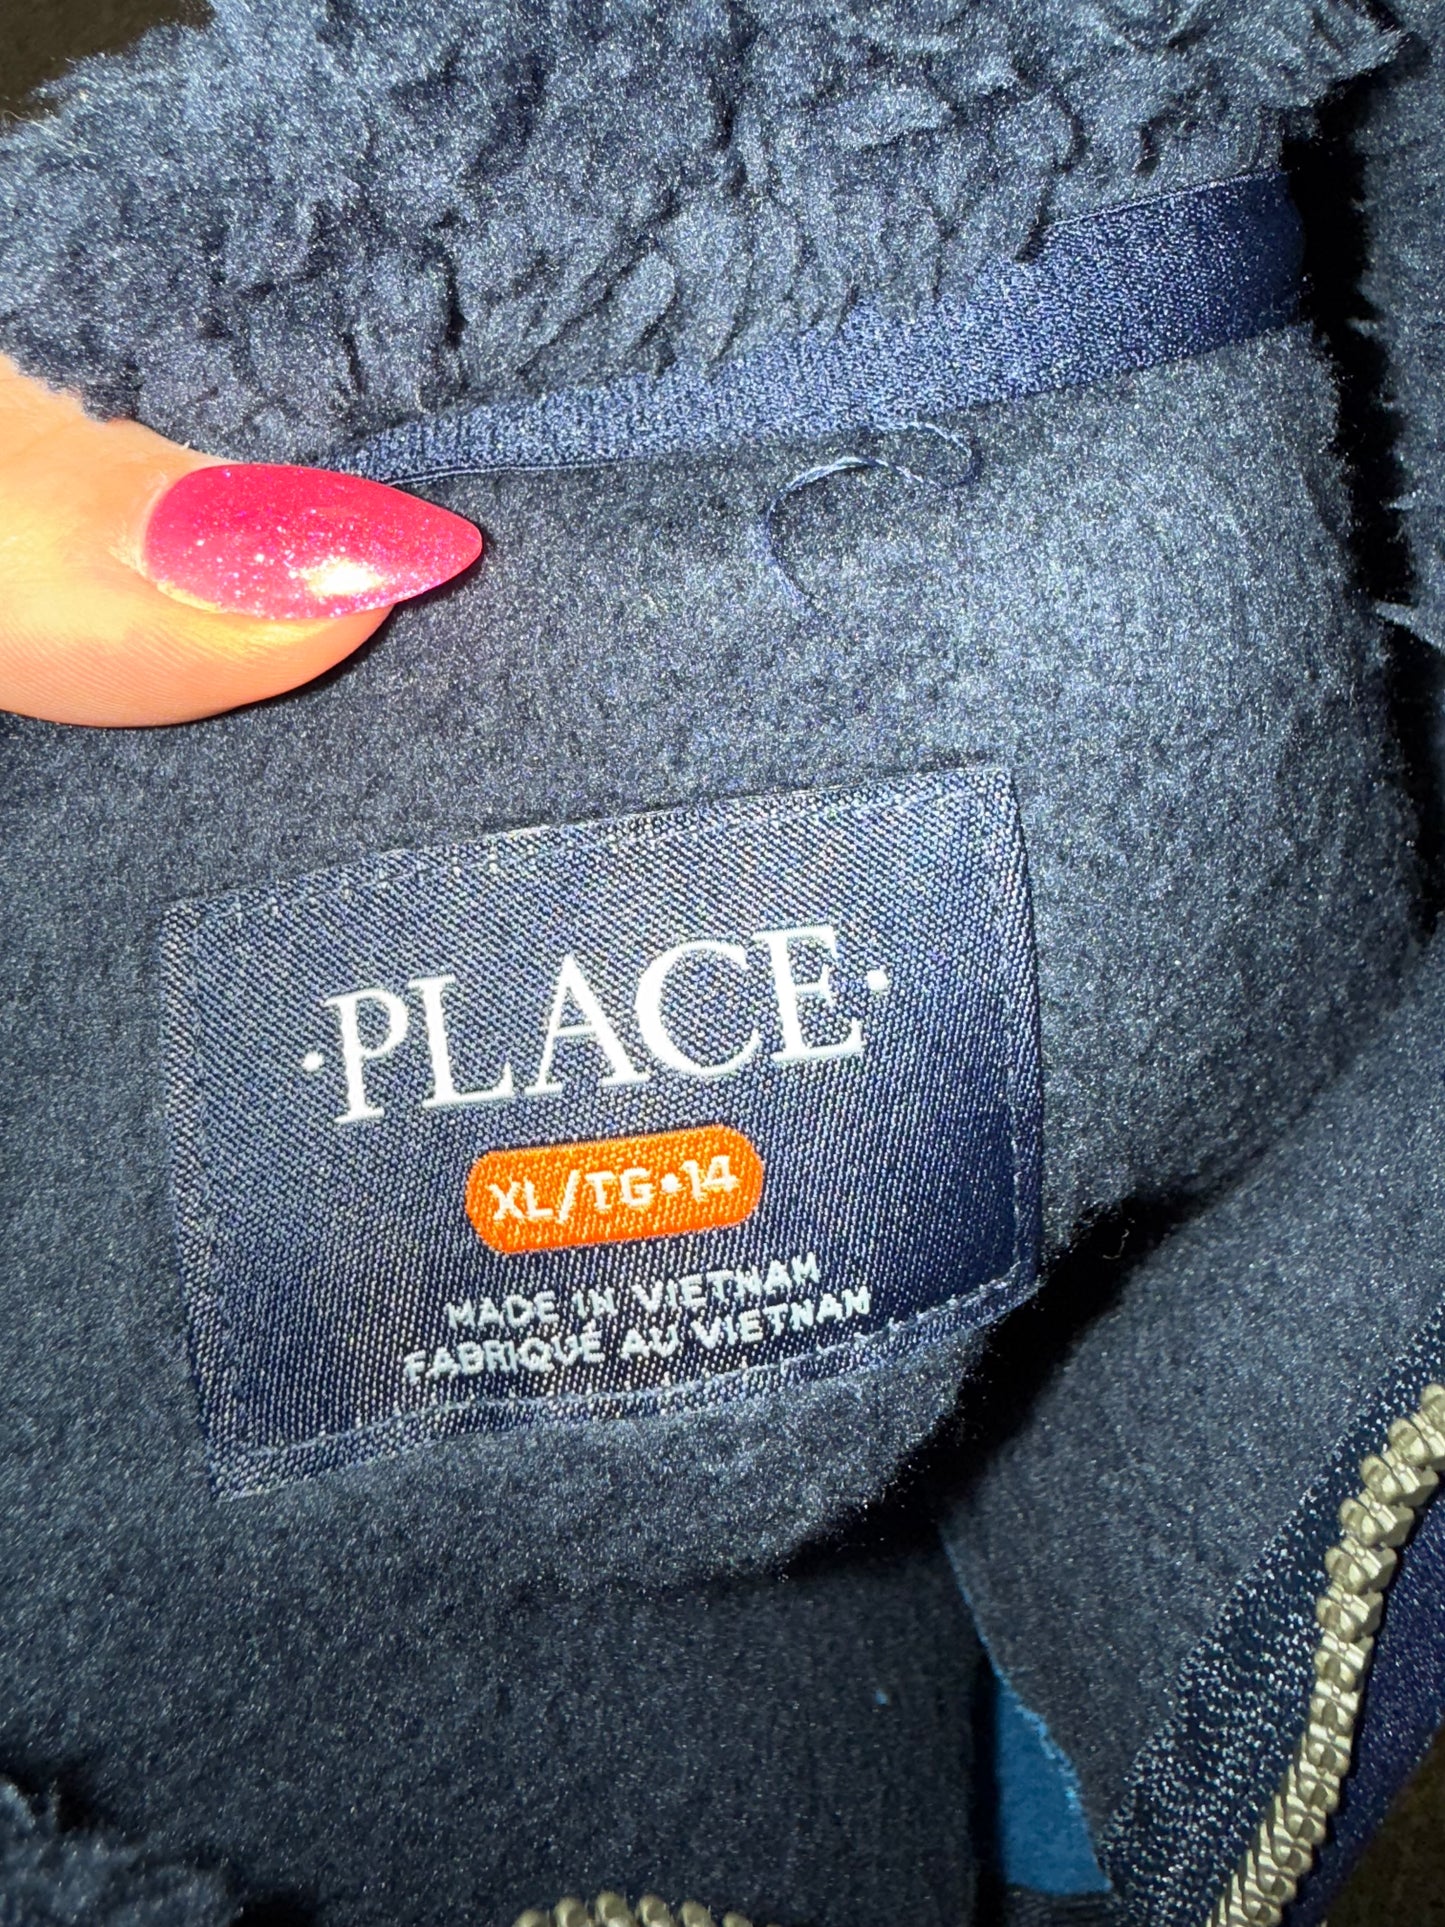 ·PLACE·
XL/TG•14
MADE IN VIETNAM
FABRIQUÉ AU VIETNAM